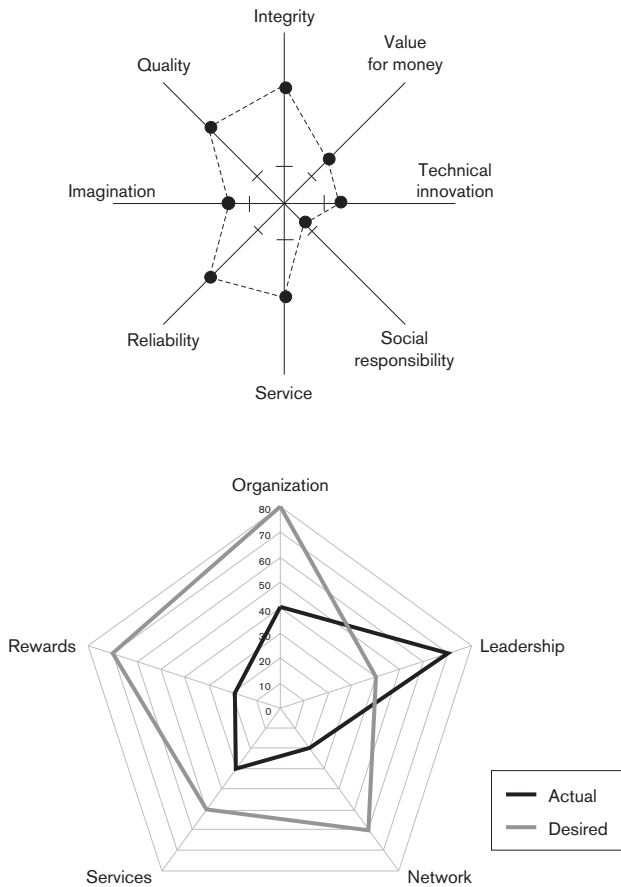 Integrity
Value
for money
Quality
Technical
innovation
Imagination
Reliability
Social
responsibility
Service
Organization
80
70
60
50
40
30
20
10
0
Rewards
Leadership
Actual
Desired
Services
Network